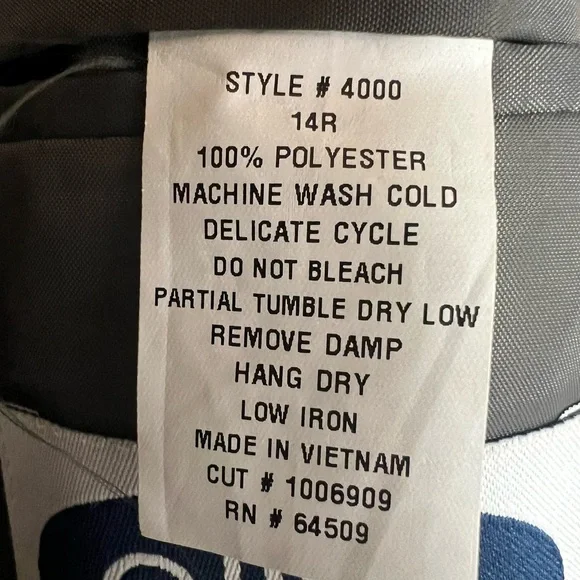 STYLE # 4000
14R
100% POLYESTER
MACHINE WASH COLD
DELICATE CYCLE
DO NOT BLEACH
PARTIAL TUMBLE DRY LOW
REMOVE DAMP
HANG DRY
LOW IRON
MADE IN VIETNAM
CUT # 1006909
RN # 64509